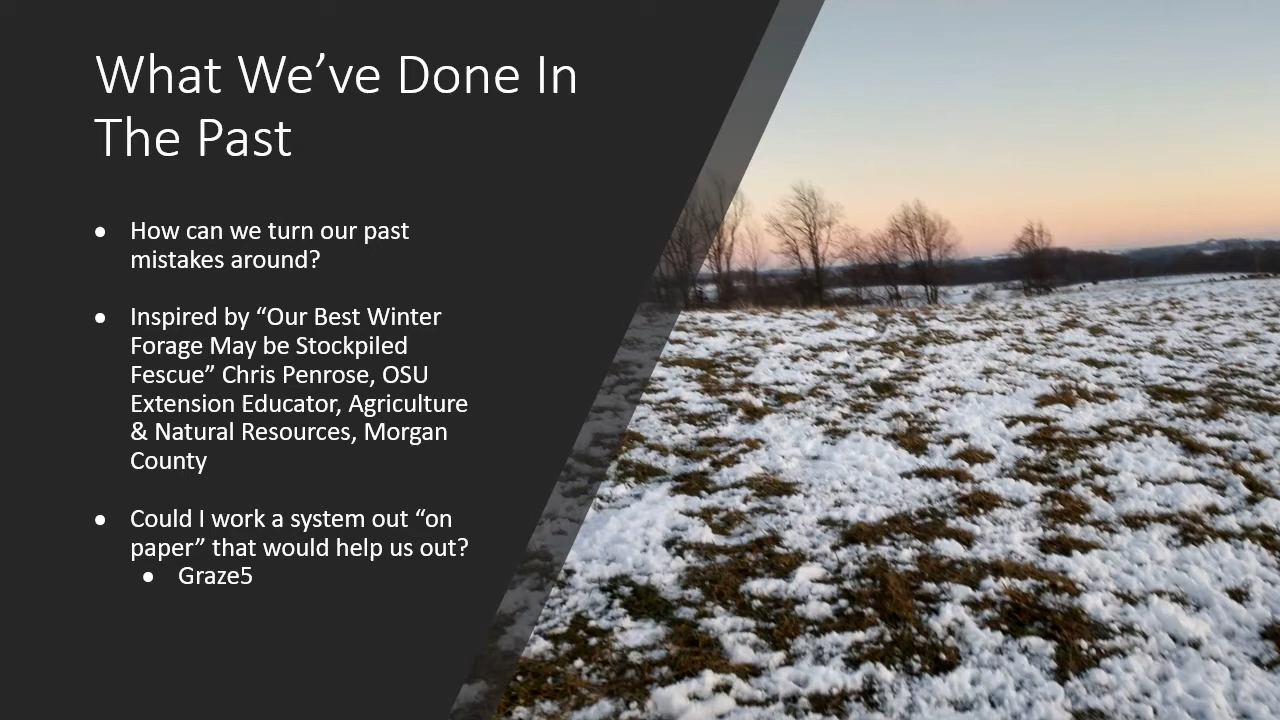 What We’ve Done In
The Past
● How can we turn our past
mistakes around?
● Inspired by “Our Best Winter
Forage May be Stockpiled
Fescue” Chris Penrose, OSU
Extension Educator, Agriculture
& Natural Resources, Morgan
County
● Could I work a system out “on
paper” that would help us out?
● Graze5